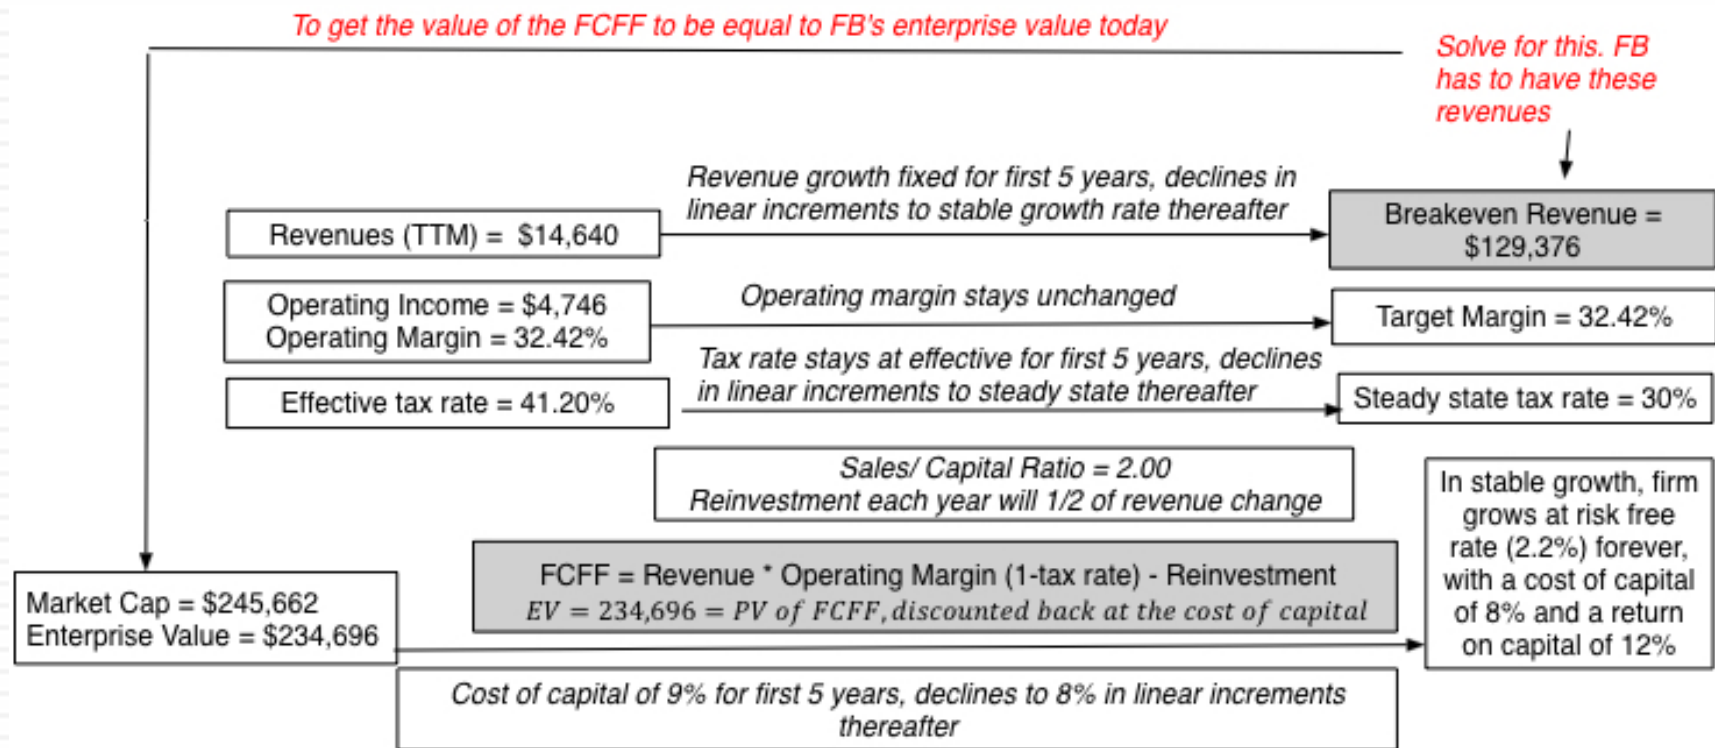 To get the value of the FCFF to be equal to FB's enterprise value today
Solve for this. FB
has to have these
revenues
Revenue growth fixed for first 5 years, declines in
linear increments to stable growth rate thereafter
Revenues (TTM) = $14,640
Breakeven Revenue =
$129,376
Operating Income = $4,746
Operating Margin = 32.42%
Operating margin stays unchanged
Target Margin = 32.42%
Tax rate stays at effective for first 5 years, declines
in linear increments to steady state thereafter
Effective tax rate = 41.20%
Steady state tax rate = 30%
Sales/ Capital Ratio = 2.00
Reinvestment each year will 1/2 of revenue change
In stable growth, firm
grows at risk free
rate (2.2%) forever,
with a cost of capital
of 8% and a return
on capital of 12%
FCFF = Revenue * Operating Margin (1-tax rate) - Reinvestment
EV = 234,696 = PV of FCFF, discounted back at the cost of capital
Market Cap = $245,662
Enterprise Value = $234,696
Cost of capital of 9% for first 5 years, declines to 8% in linear increments
thereafter